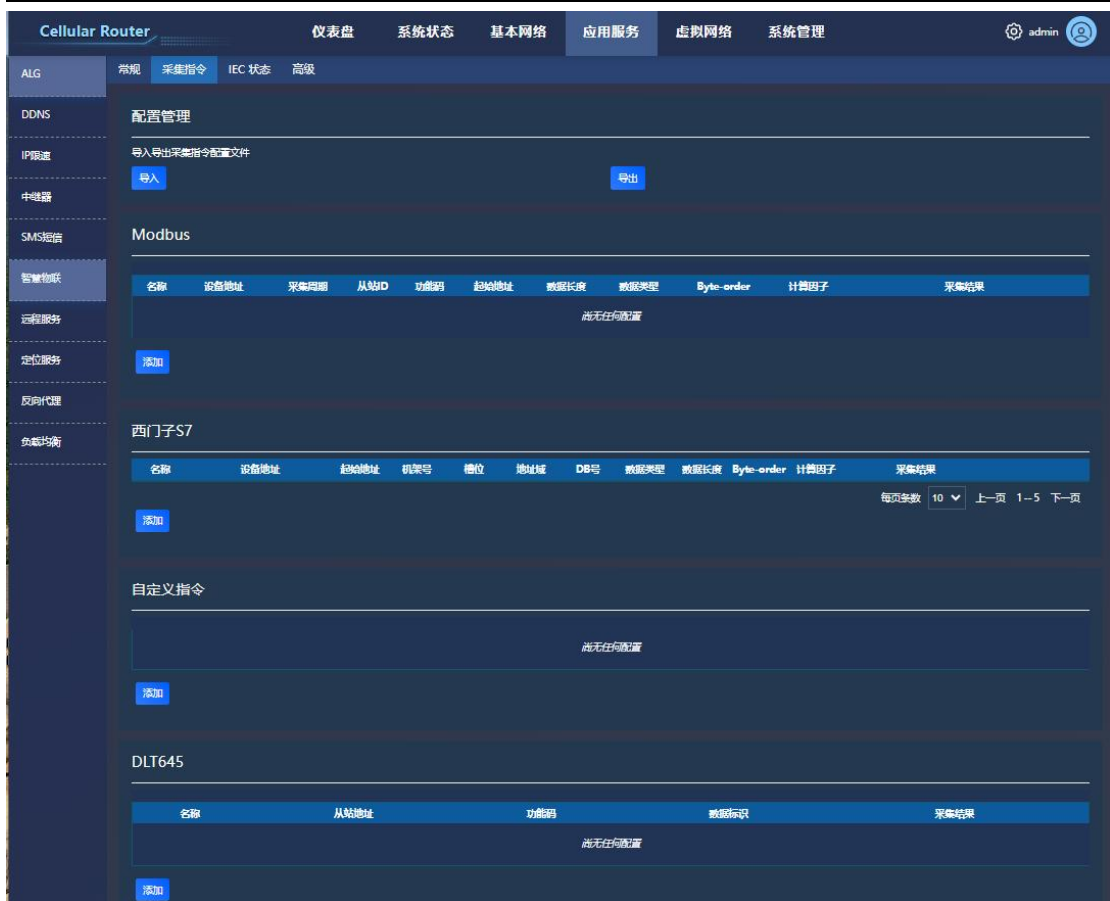 Cellular Router 仪表盘 系统状态 基本网络 应用服务 虚拟网络 系统管理 admin
ALG
DDNS
IP限速
中继器
SMS短信
智慧物联
远程服务
定位服务
反向代理
负载均衡
常规 采集指令 IEC 状态 高级
配置管理
导入导出采集指令配置文件
导入 导出
Modbus
名称 设备地址 采集周期 从站ID 功能码 起始地址 数据长度 数据类型 Byte-order 计算因子 采集结果
尚无任何配置
添加
西门子S7
名称 设备地址 起始地址 机架号 槽位 地址域 DB号 数据类型 数据长度 Byte-order 计算因子 采集结果
每页条数 10 上一页 1--5 下一页
添加
自定义指令
尚无任何配置
添加
DLT645
名称 从站地址 功能码 数据标识 采集结果
尚无任何配置
添加